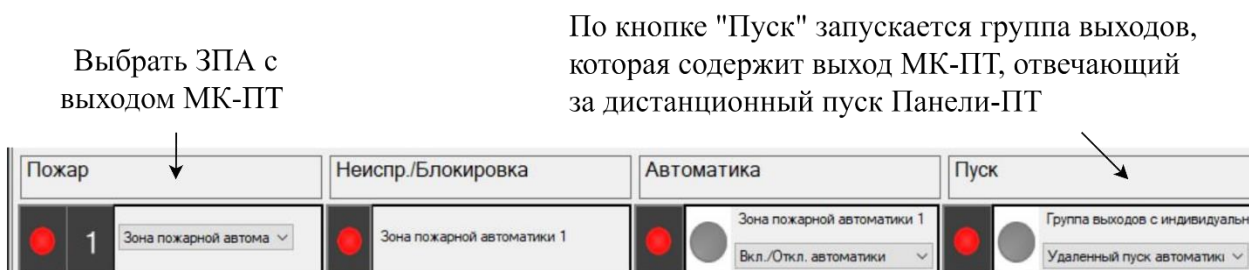 По кнопке "Пуск" запускается группа выходов,
которая содержит выход МК-ПТ, отвечающий
за дистанционный пуск Панели-ПТ
Выбрать ЗПА с
выходом МК-ПТ
Пожар
Неиспр./Блокировка
Автоматика
Пуск
1
Зона пожарной автома
Зона пожарной автоматики 1
Зона пожарной автоматики 1
Вкл./Откл. автоматики
Группа выходов с индивидуальн
Удаленный пуск автоматики